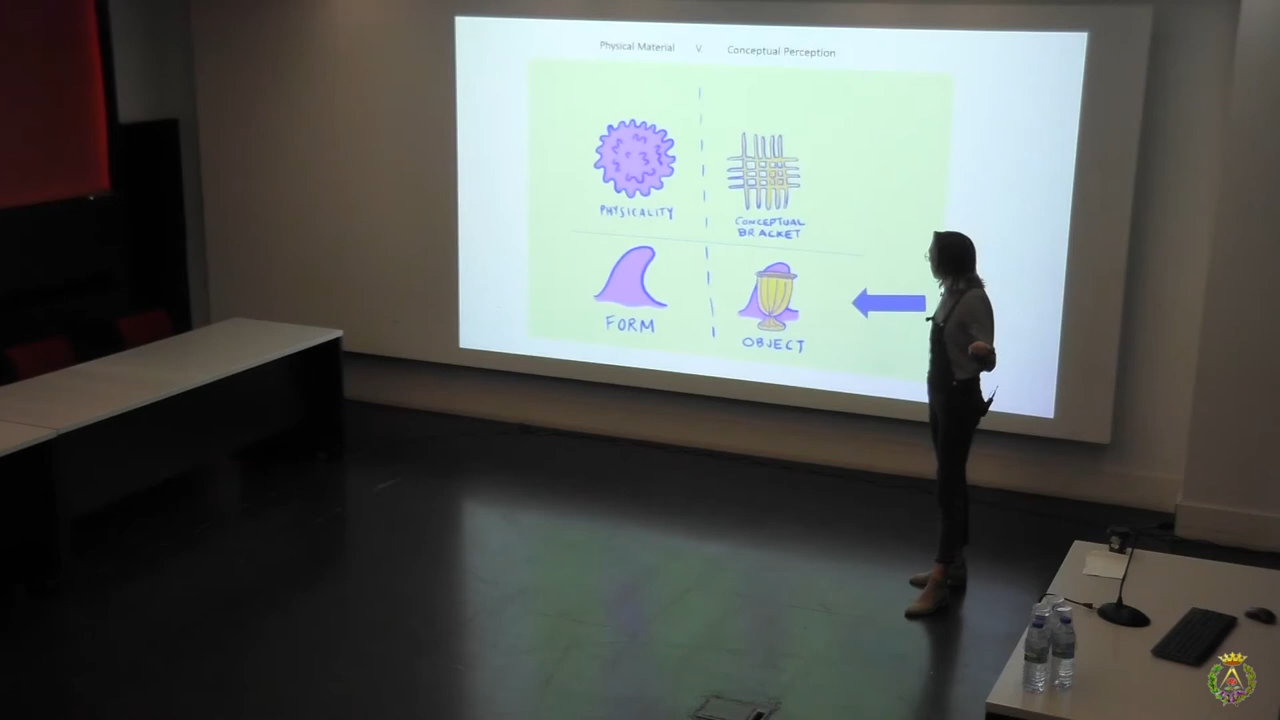 Physical Material V. Conceptual Perception
PHYSICALITY
CONCEPTUAL
BRACKET
FORM
OBJECT